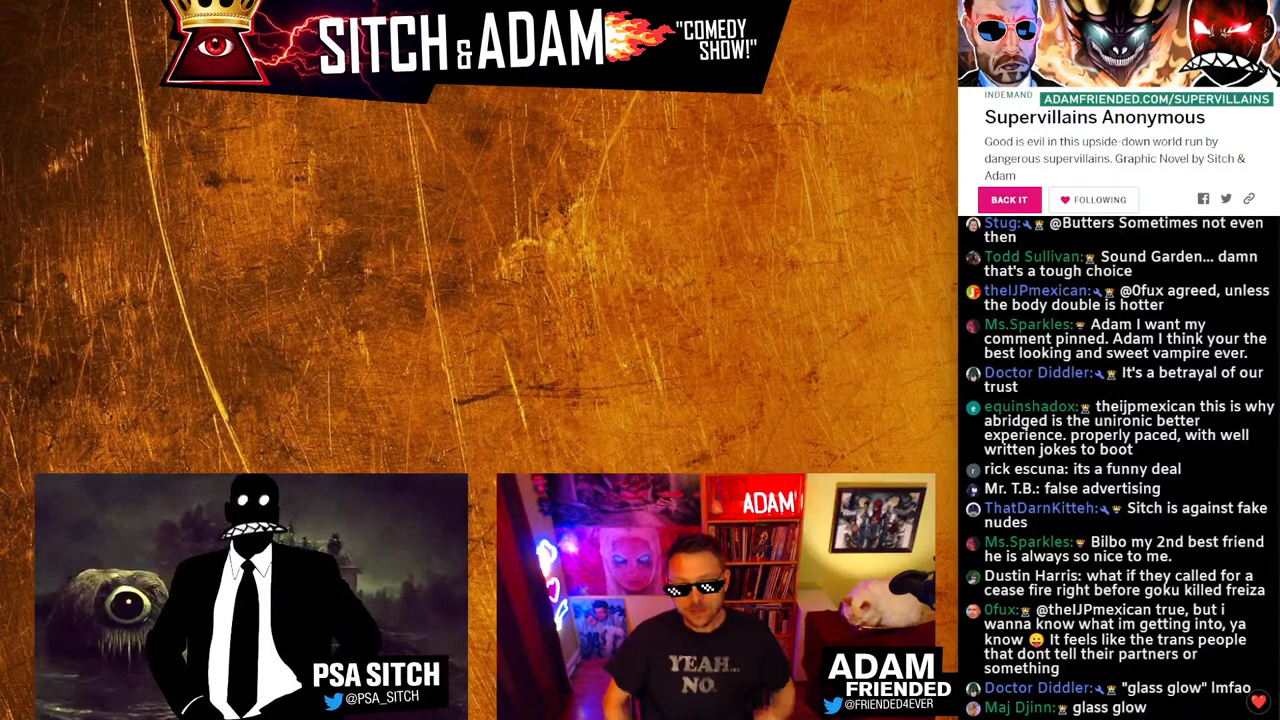 SITCH & ADAM
"COMEDY
SHOW!"
INDEMAND
ADAMFRIENDED.COM/SUPERVILLAINS
Supervillains Anonymous
Good is evil in this upside-down world run by
dangerous supervillains. Graphic Novel by Sitch &
Adam
BACK IT
FOLLOWING
Stug: @Butters Sometimes not even
then
Todd Sullivan: Sound Garden... damn
that's a tough choice
theIJPmexican: @0fux agreed, unless
the body double is hotter
Ms.Sparkles: Adam I want my
comment pinned. Adam I think your the
best looking and sweet vampire ever.
Doctor Diddler: It's a betrayal of our
trust
equinshadox: theijpmexican this is why
abridged is the unironic better
experience. properly paced, with well
written jokes to boot
rick escuna: its a funny deal
Mr. T.B.: false advertising
ThatDarnKitteh: Sitch is against fake
nudes
Ms.Sparkles: Bilbo my 2nd best friend
he is always so nice to me.
Dustin Harris: what if they called for a
cease fire right before goku killed freiza
0fux: @theIJPmexican true, but i
wanna know what im getting into, ya
know It feels like the trans people
that dont tell their partners or
something
Doctor Diddler: "glass glow" lmfao
Maj Djinn: glass glow
PSA SITCH
@PSA_SITCH
ADAM
YEAH...
NO.
ADAM
FRIENDED
@FRIENDED4EVER